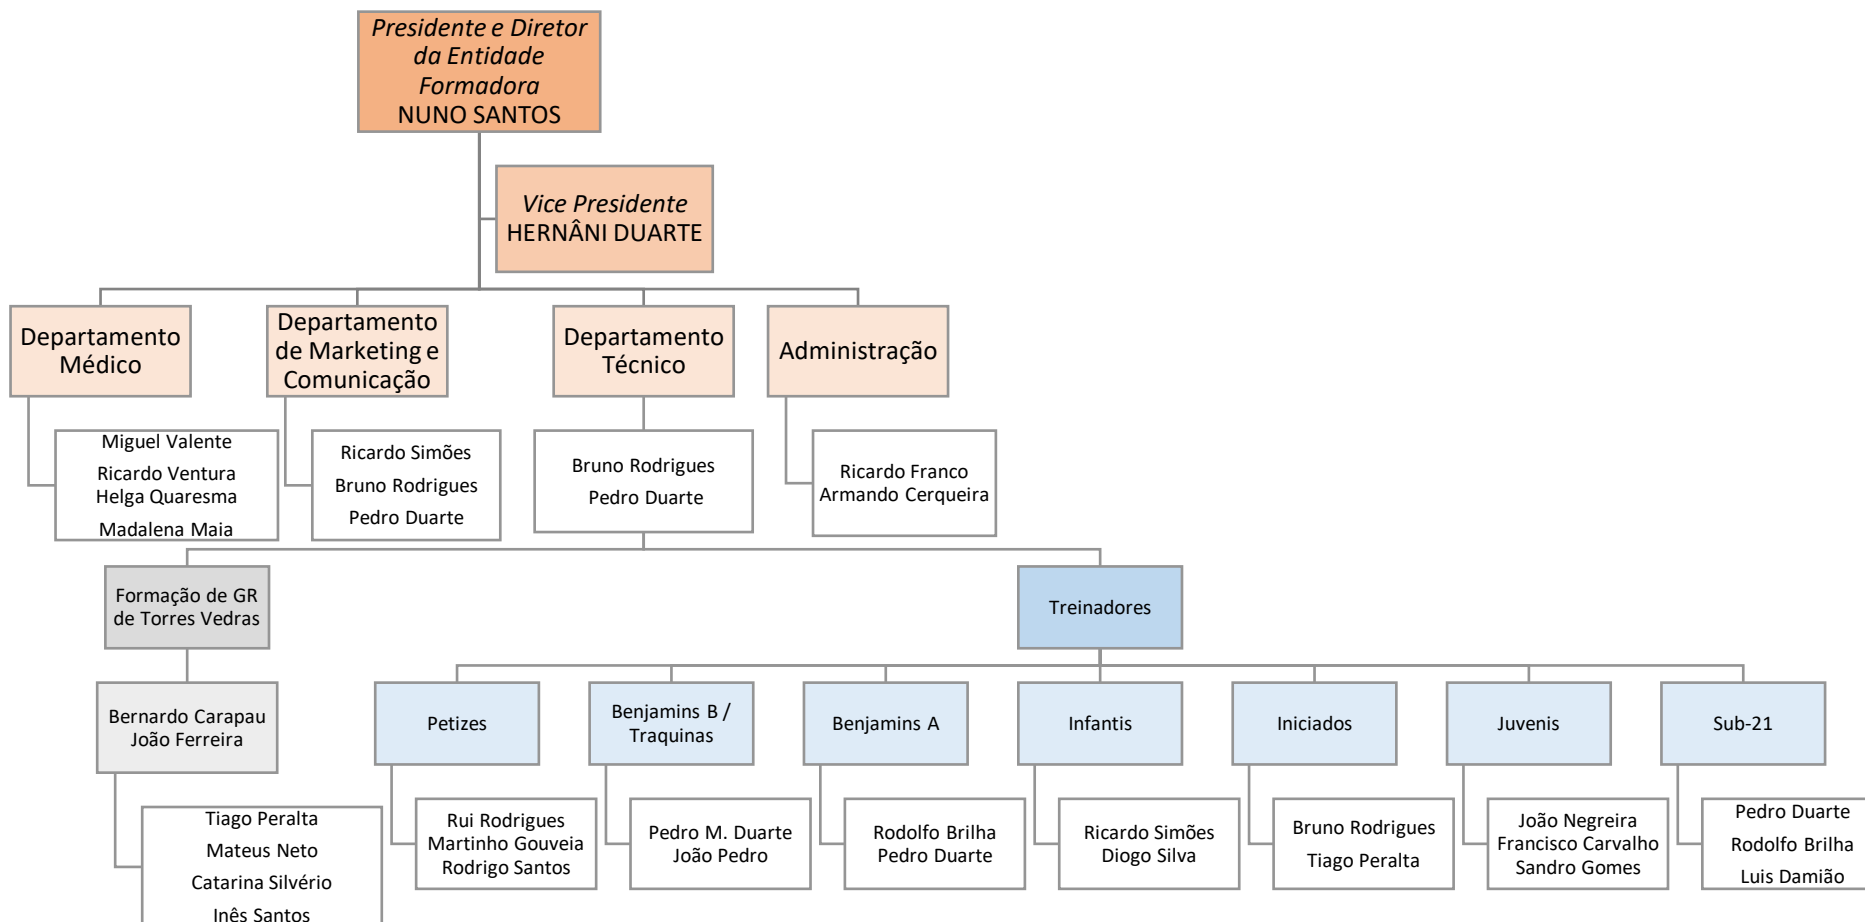 Presidente e Diretor
da Entidade
Formadora
NUNO SANTOS
Vice Presidente
HERNÂNI DUARTE
Departamento
Médico
Departamento
de Marketing e
Comunicação
Departamento
Técnico
Administração
Miguel Valente
Ricardo Ventura
Helga Quaresma
Madalena Maia
Ricardo Simões
Bruno Rodrigues
Pedro Duarte
Bruno Rodrigues
Pedro Duarte
Ricardo Franco
Armando Cerqueira
Formação de GR
de Torres Vedras
Treinadores
Bernardo Carapau
João Ferreira
Petizes
Benjamins B /
Traquinas
Benjamins A
Infantis
Iniciados
Juvenis
Sub-21
Tiago Peralta
Mateus Neto
Catarina Silvério
Inês Santos
Rui Rodrigues
Martinho Gouveia
Rodrigo Santos
Pedro M. Duarte
João Pedro
Rodolfo Brilha
Pedro Duarte
Ricardo Simões
Diogo Silva
Bruno Rodrigues
Tiago Peralta
João Negreira
Francisco Carvalho
Sandro Gomes
Pedro Duarte
Rodolfo Brilha
Luis Damião